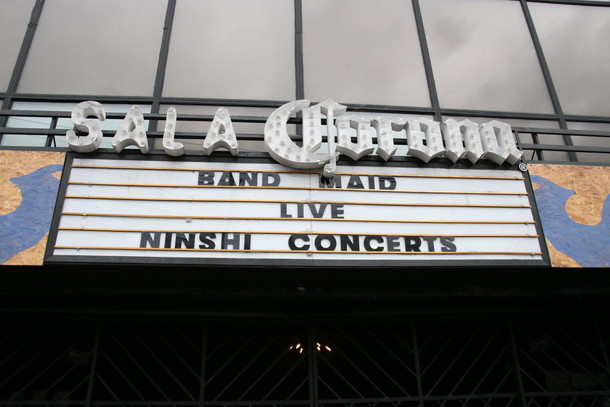 SALA Corona®
BAND MAID
LIVE
NINSHI CONCERTS